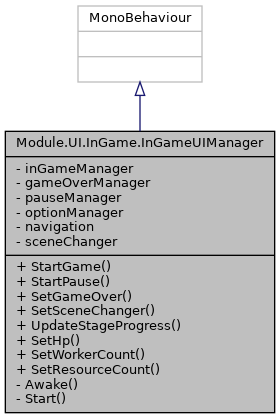 MonoBehaviour
Module.UI.InGame.InGameUIManager
- inGameManager
- gameOverManager
- pauseManager
- optionManager
- navigation
- sceneChanger
+ StartGame()
+ StartPause()
+ SetGameOver()
+ SetSceneChanger()
+ UpdateStageProgress()
+ SetHp()
+ SetWorkerCount()
+ SetResourceCount()
- Awake()
- Start()